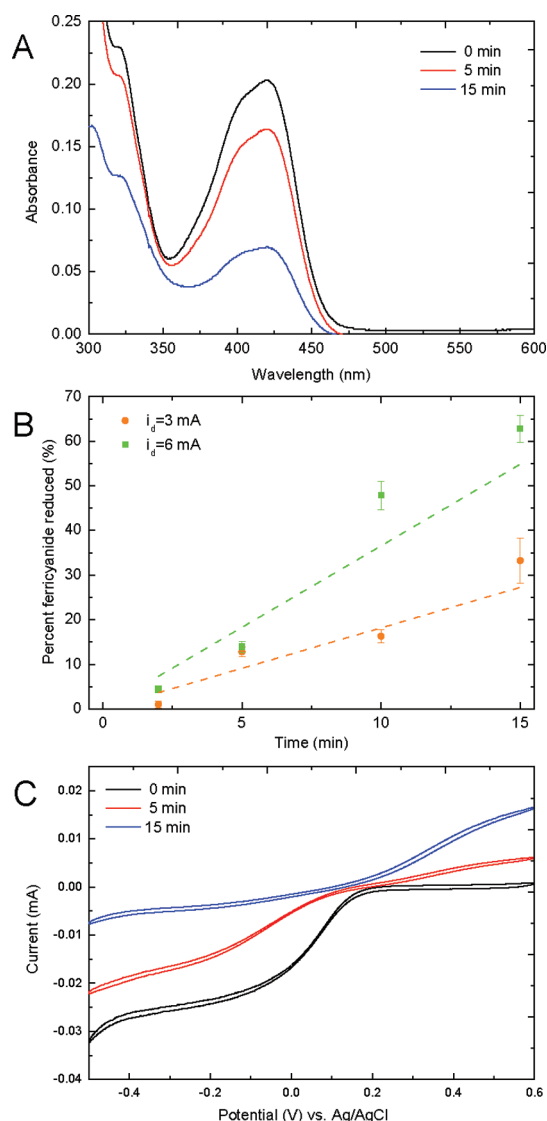 A
0.25
0.20
0.15
0.10
0.05
0.00
Absorbance
0 min
5 min
15 min
300 350 400 450 500 550 600
Wavelength (nm)
B
70
60
50
40
30
20
10
0
Percent ferricyanide reduced (%)
i_d=3 mA
i_d=6 mA
0 5 10 15
Time (min)
C
0.02
0.01
0.00
-0.01
-0.02
-0.03
-0.04
Current (mA)
0 min
5 min
15 min
-0.4 -0.2 0.0 0.2 0.4 0.6
Potential (V) vs. Ag/AgCl